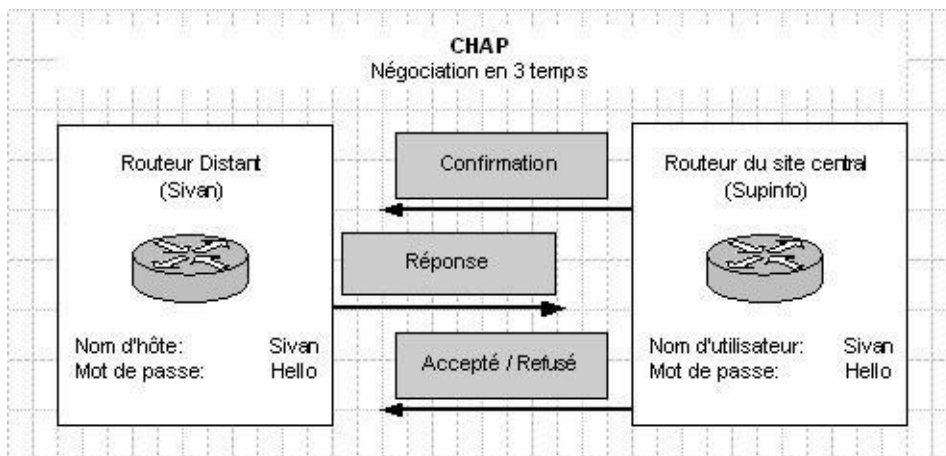 CHAP
Négociation en 3 temps
Routeur Distant
(Sivan)
Nom d'hôte: Sivan
Mot de passe: Hello
Confirmation
Réponse
Accepté / Refusé
Routeur du site central
(Supinfo)
Nom d'utilisateur: Sivan
Mot de passe: Hello